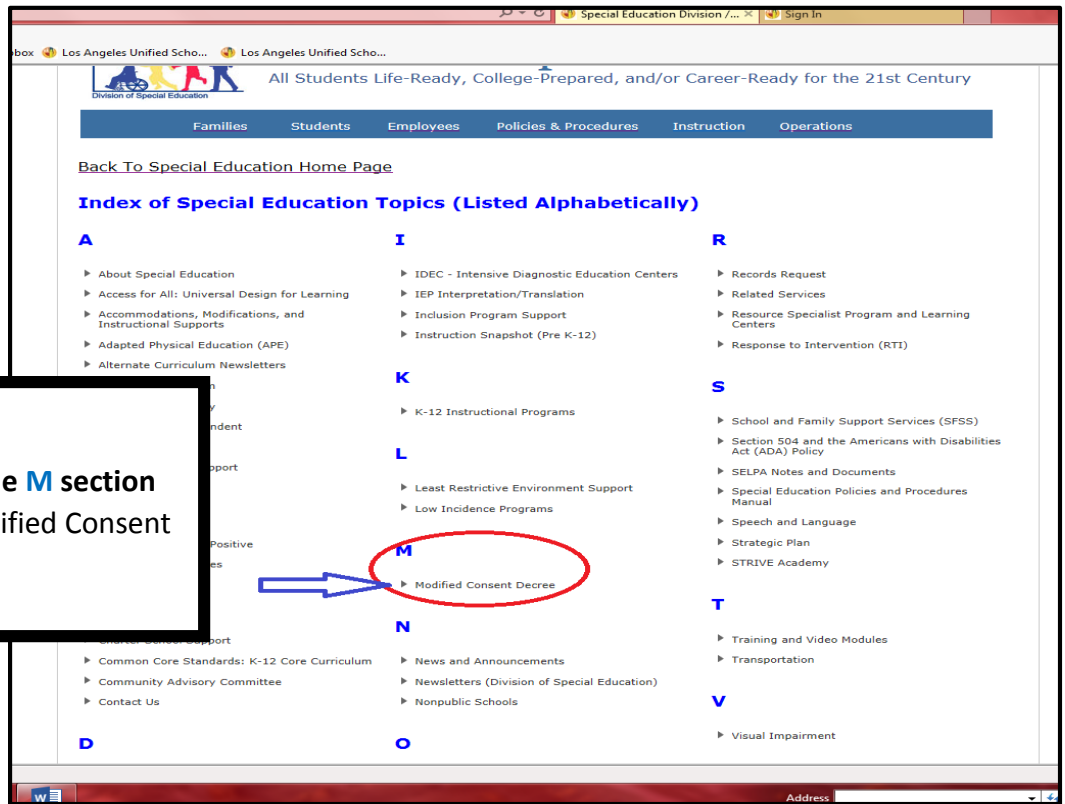 Special Education Division /...
Sign In
Los Angeles Unified Scho...
Los Angeles Unified Scho...
Division of Special Education
All Students Life-Ready, College-Prepared, and/or Career-Ready for the 21st Century
Families Students Employees Policies & Procedures Instruction Operations
Back To Special Education Home Page
Index of Special Education Topics (Listed Alphabetically)
A
About Special Education
Access for All: Universal Design for Learning
Accommodations, Modifications, and
Instructional Supports
Adapted Physical Education (APE)
Alternate Curriculum Newsletters
M section
Consent
Positive
Common Core Standards: K-12 Core Curriculum
Community Advisory Committee
Contact Us
D
I
IDEC - Intensive Diagnostic Education Centers
IEP Interpretation/Translation
Inclusion Program Support
Instruction Snapshot (Pre K-12)
K
K-12 Instructional Programs
L
Least Restrictive Environment Support
Low Incidence Programs
M
Modified Consent Decree
N
News and Announcements
Newsletters (Division of Special Education)
Nonpublic Schools
O
R
Records Request
Related Services
Resource Specialist Program and Learning
Centers
Response to Intervention (RTI)
S
School and Family Support Services (SFSS)
Section 504 and the Americans with Disabilities
Act (ADA) Policy
SELPA Notes and Documents
Special Education Policies and Procedures
Manual
Speech and Language
Strategic Plan
STRIVE Academy
T
Training and Video Modules
Transportation
V
Visual Impairment
Address